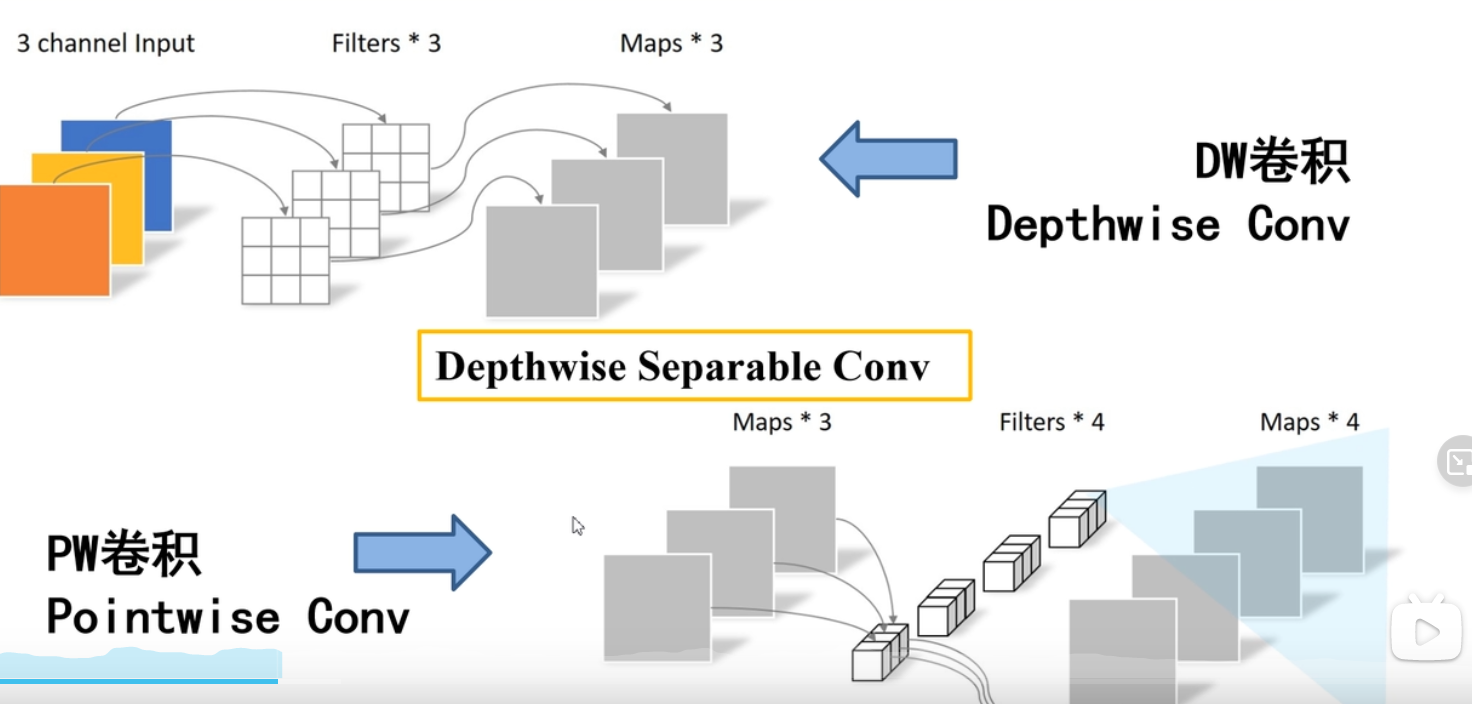 3 channel Input
Filters * 3
Maps * 3
DW卷积
Depthwise Conv
Depthwise Separable Conv
Maps * 3
Filters * 4
Maps * 4
PW卷积
Pointwise Conv